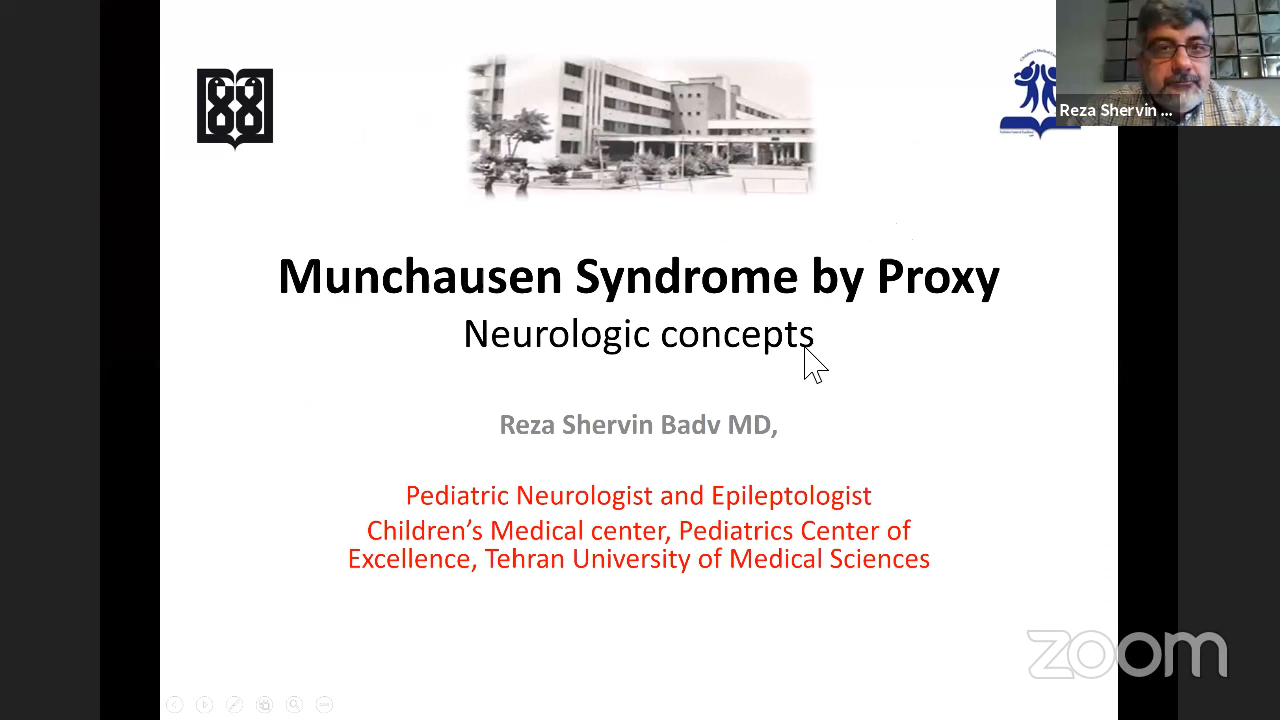 Reza Shervin ...
Munchausen Syndrome by Proxy
Neurologic concepts
Reza Shervin Badv MD,
Pediatric Neurologist and Epileptologist
Children's Medical center, Pediatrics Center of
Excellence, Tehran University of Medical Sciences
zoom